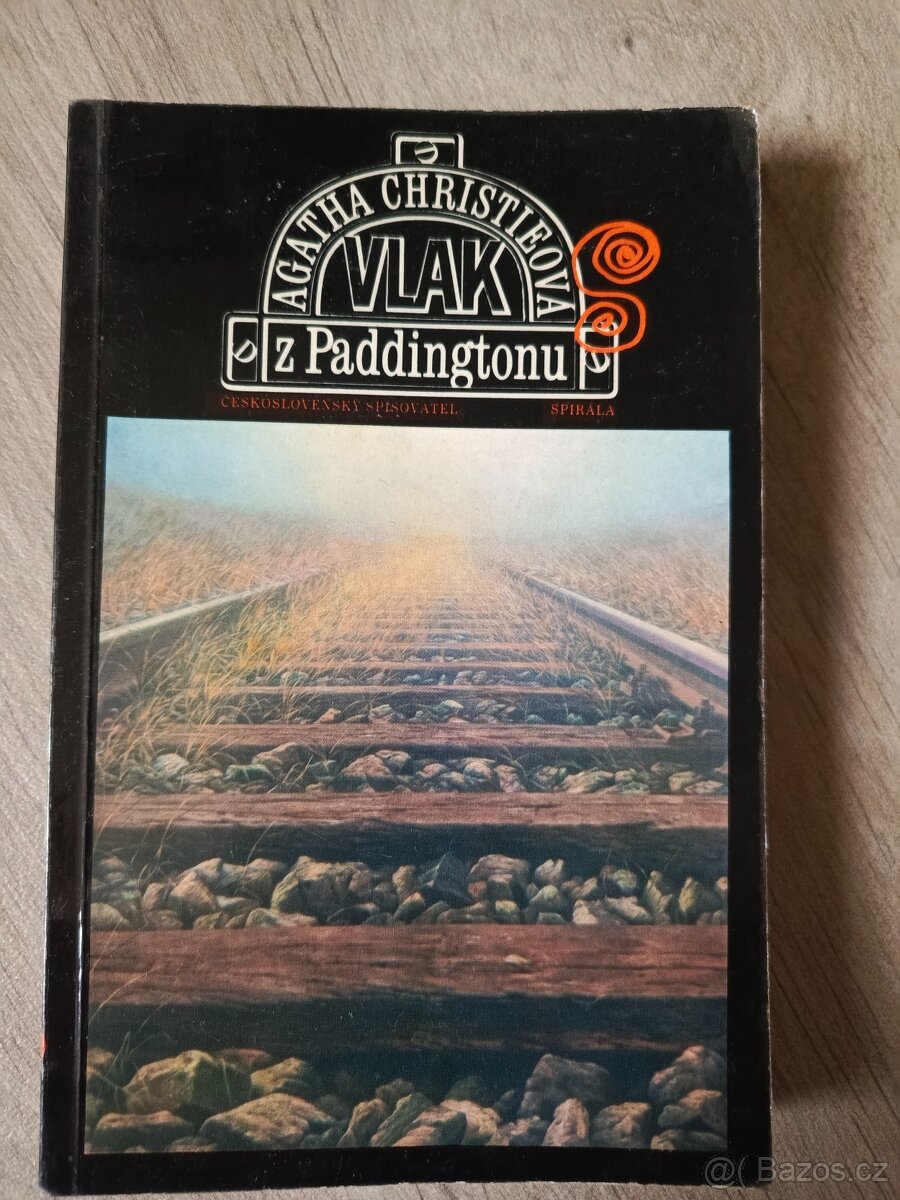 AGATHA CHRISTIEOVÁ
VLAK
z Paddingtonu
ČESKOSLOVENSKÝ SPISOVATEL SPIRÁLA
@( Bazos.cz